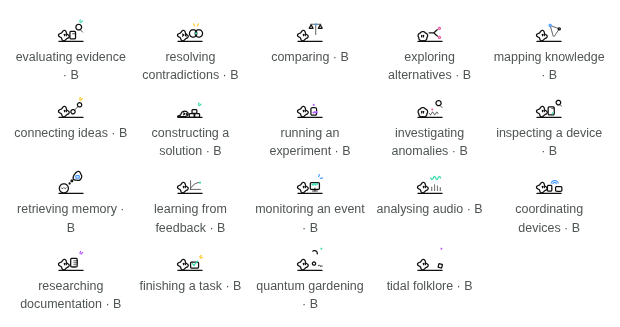 evaluating evidence
· B
resolving
contradictions · B
comparing · B
exploring
alternatives · B
mapping knowledge
· B
connecting ideas · B
constructing a
solution · B
running an
experiment · B
investigating
anomalies · B
inspecting a device
· B
retrieving memory ·
B
learning from
feedback · B
monitoring an event
· B
analysing audio · B
coordinating
devices · B
researching
documentation · B
finishing a task · B
quantum gardening
· B
tidal folklore · B